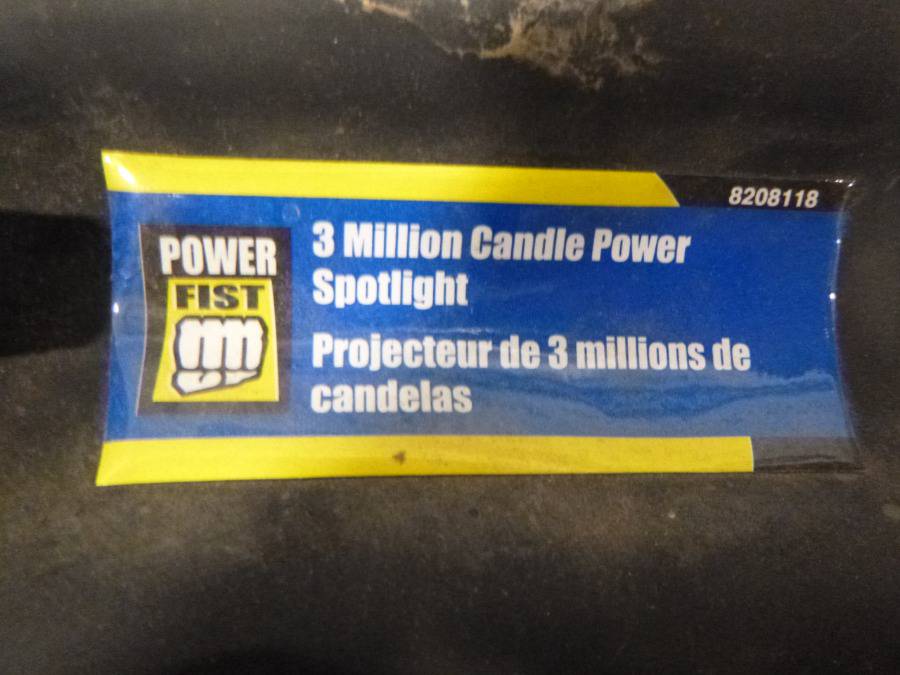 8208118
POWER
FIST
3 Million Candle Power
Spotlight
Projecteur de 3 millions de
candelas